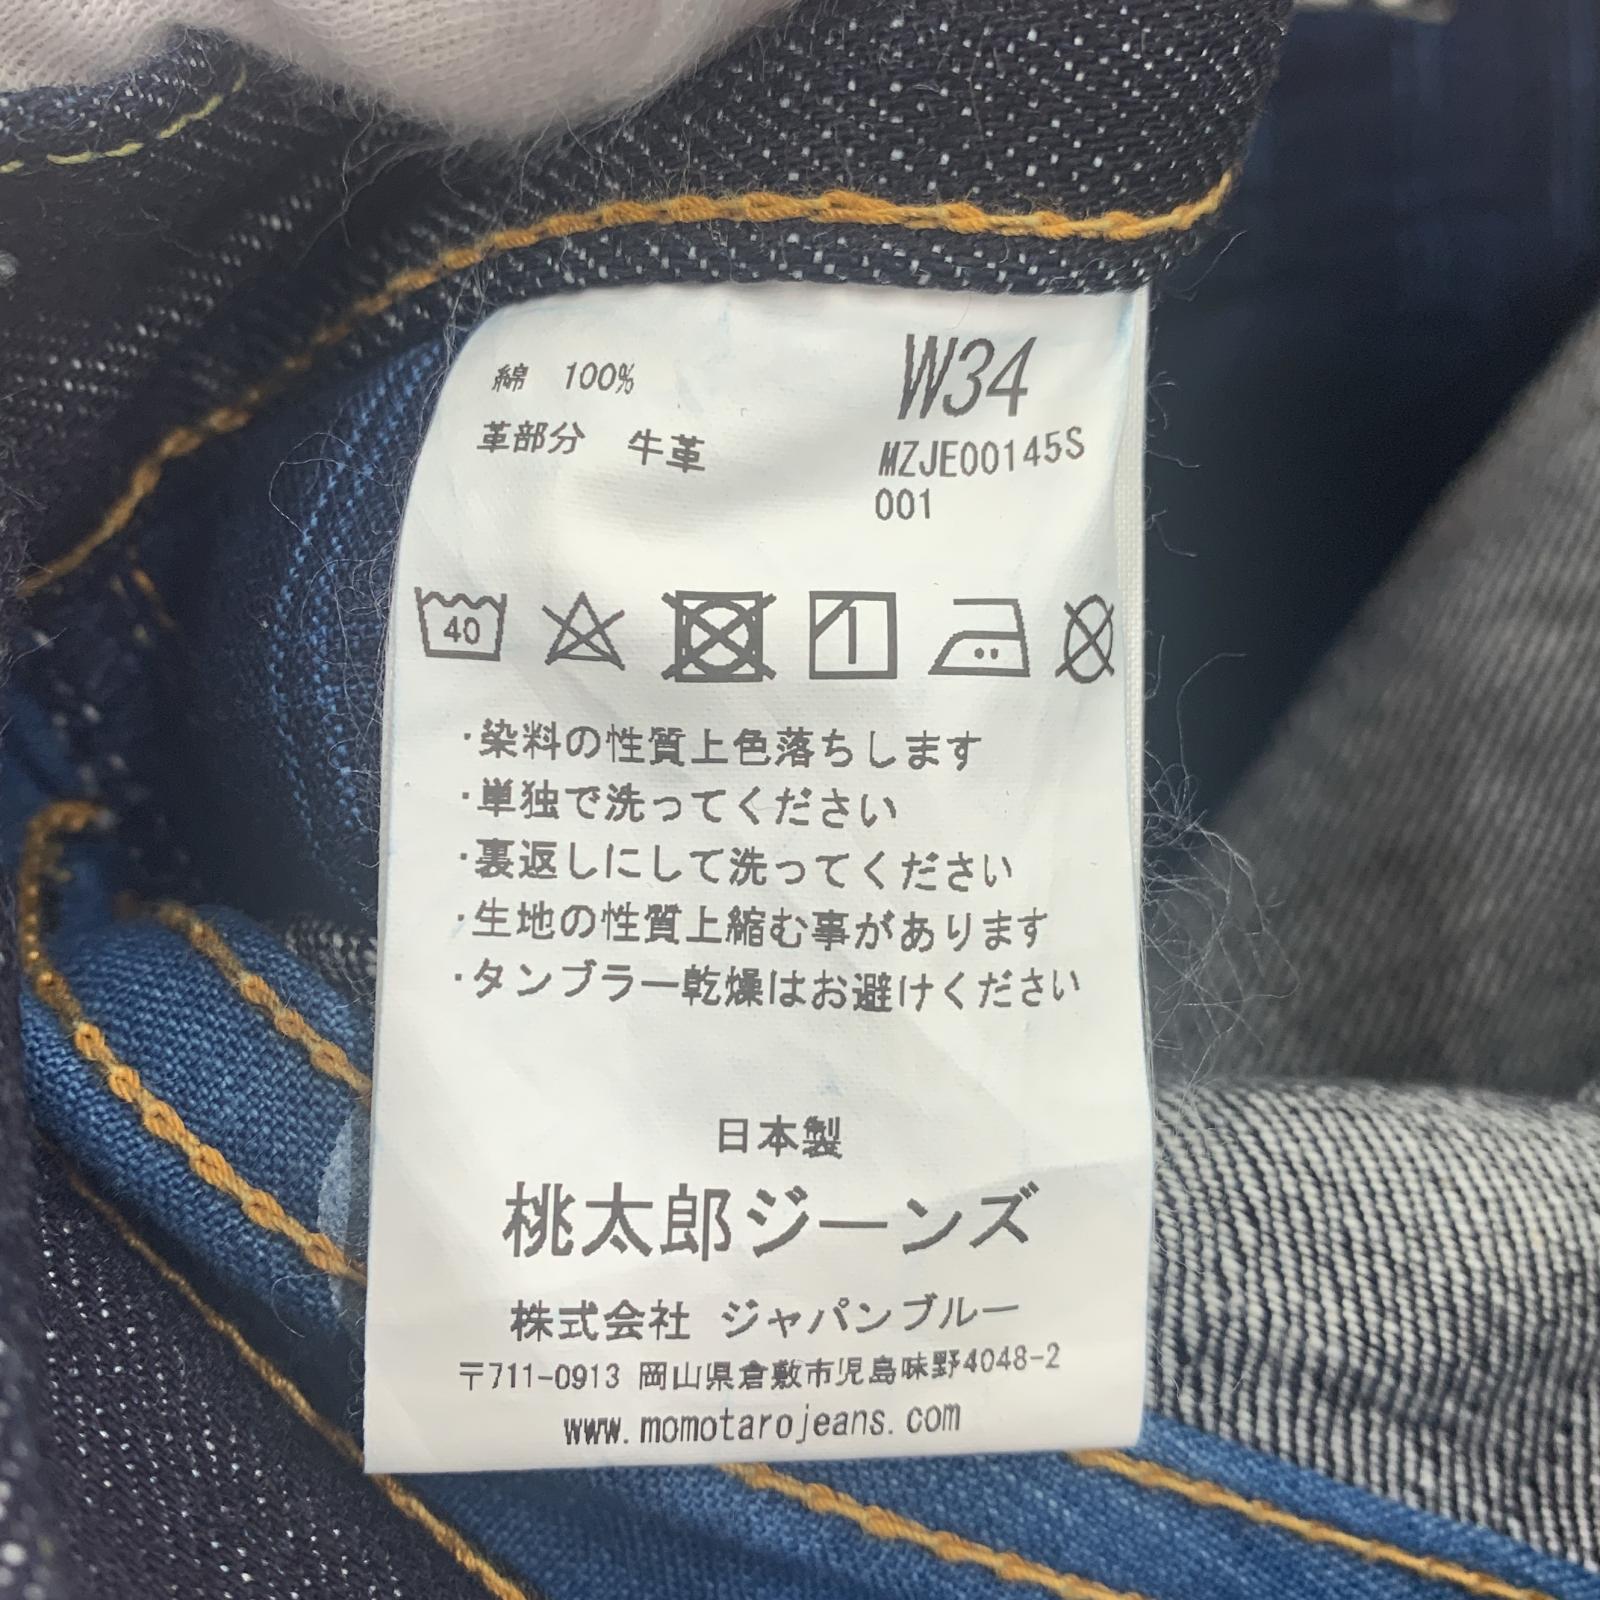 綿 100%
革部分 牛革
W34
MZJE00145S
001
40
・染料の性質上色落ちします
・単独で洗ってください
・裏返しにして洗ってください
・生地の性質上縮む事があります
・タンブラー乾燥はお避けください
日本製
桃太郎ジーンズ
株式会社 ジャパンブルー
〒711-0913 岡山県倉敷市児島味野4048-2
www.momotarojeans.com